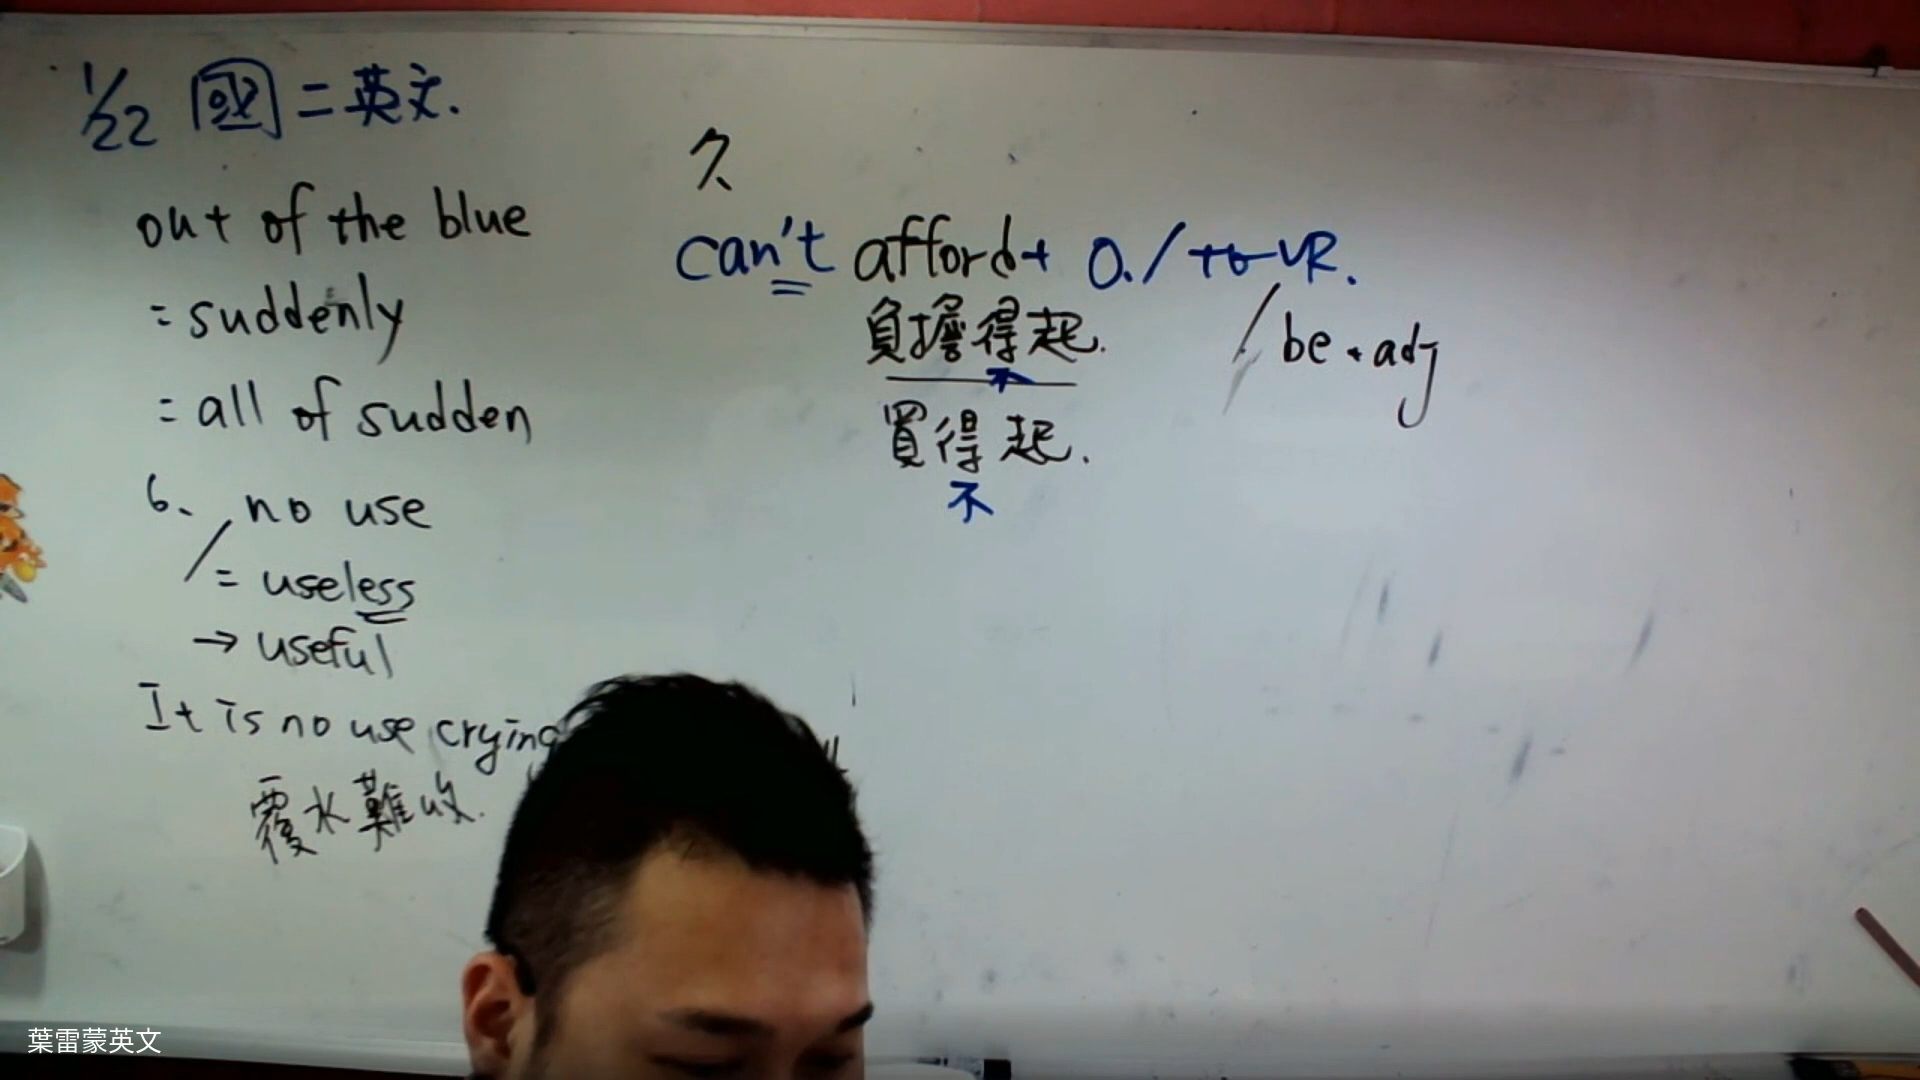 1/22 國二英文.
out of the blue
= suddenly
= all of sudden
6、no use
= useless
→ useful
It is no use crying
覆水難收.
7、
can't afford + O. / to VR.
/ be + adj
負擔得起.
不
買得起.
不
葉雷蒙英文